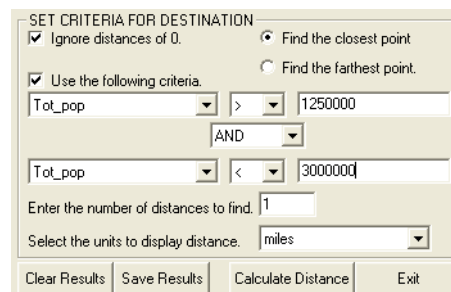 SET CRITERIA FOR DESTINATION
Ignore distances of 0.
Find the closest point
Find the farthest point.
Use the following criteria.
Tot_pop > 1250000
AND
Tot_pop < 3000000
Enter the number of distances to find. 1
Select the units to display distance. miles
Clear Results Save Results Calculate Distance Exit